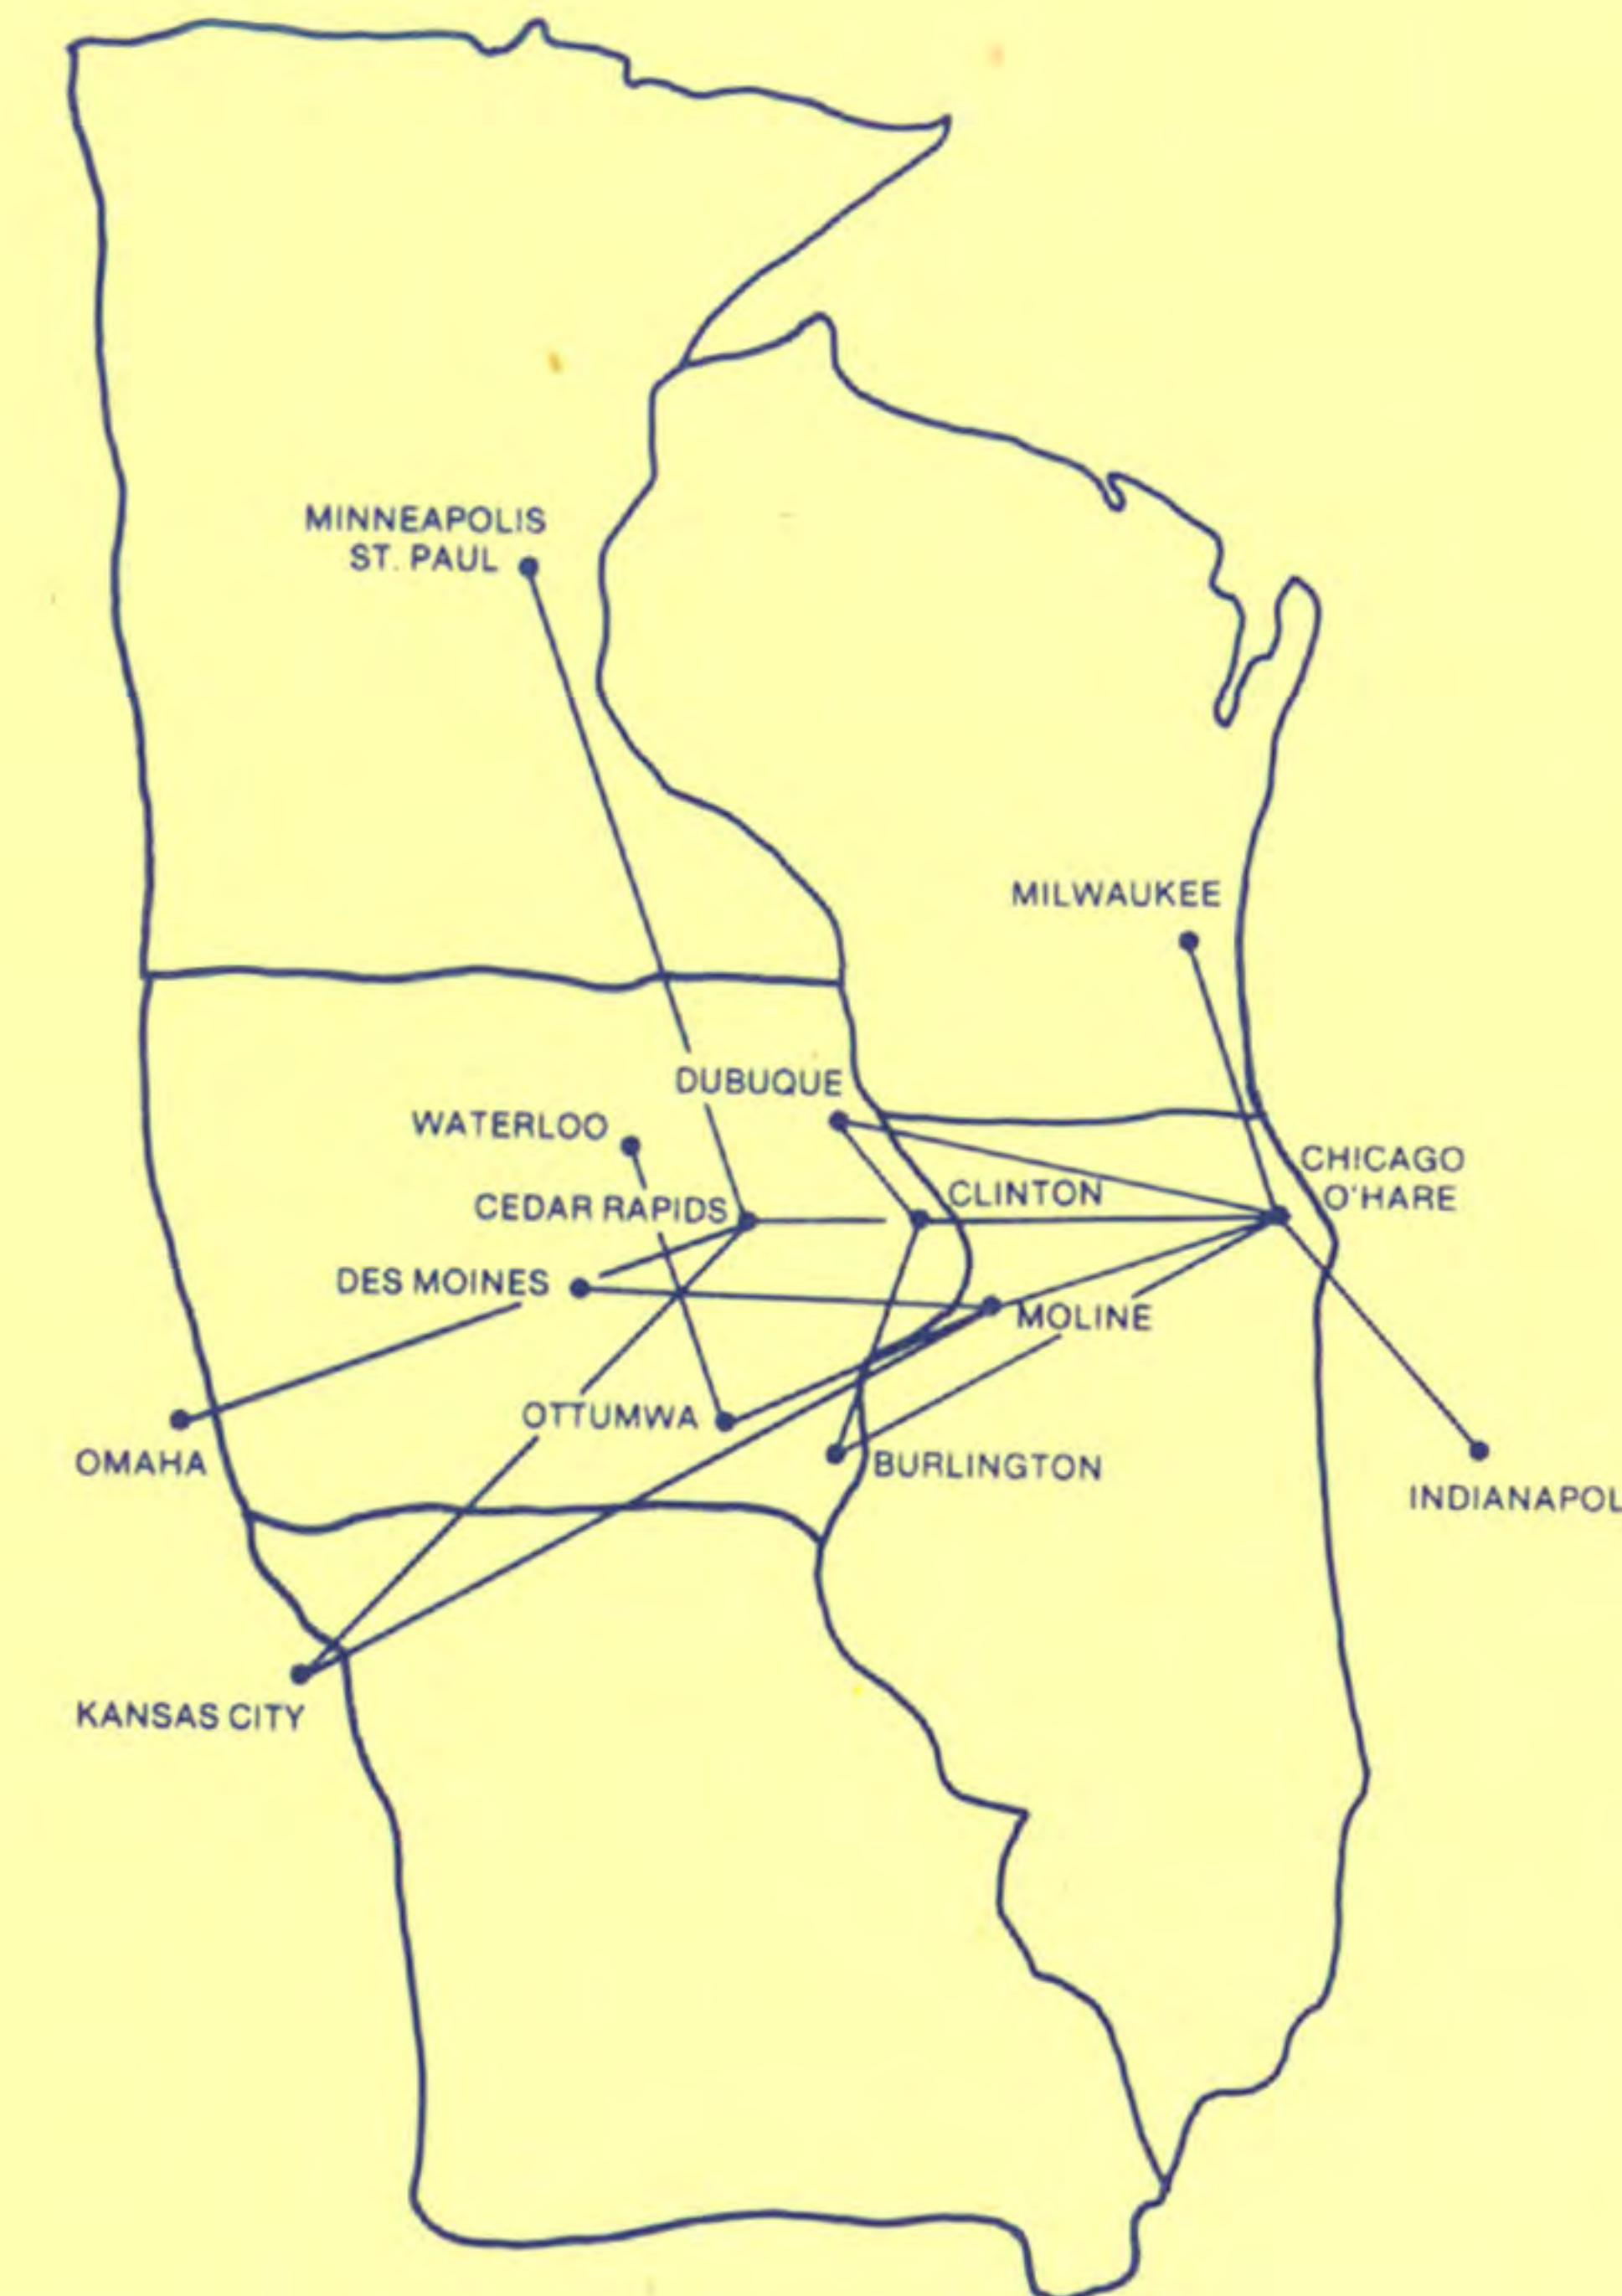 MINNEAPOLIS
ST. PAUL
MILWAUKEE
DUBUQUE
WATERLOO
CHICAGO
O'HARE
CLINTON
CEDAR RAPIDS
DES MOINES
MOLINE
OTTUMWA
OMAHA
BURLINGTON
INDIANAPOL
KANSAS CITY